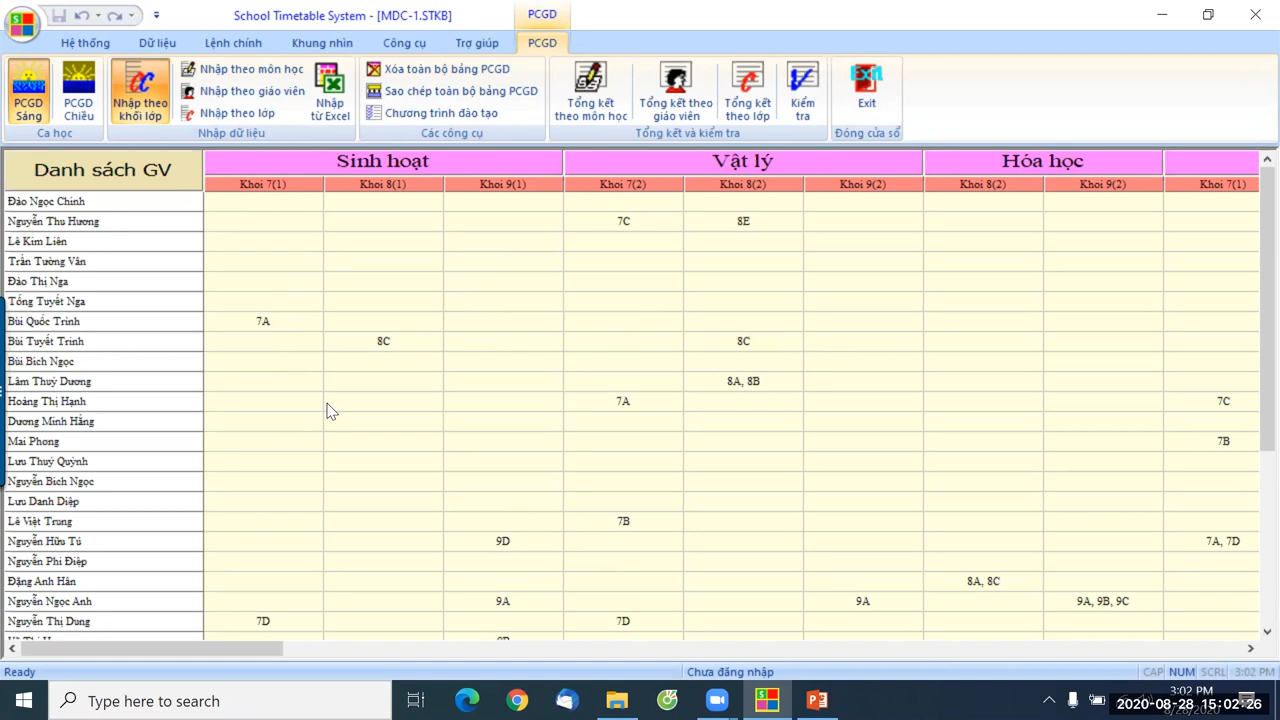 School Timetable System - [MDC-1.STKB]
PCGD
Hệ thống
Dữ liệu
Lệnh chính
Khung nhìn
Công cụ
Trợ giúp
PCGD
PCGD Sáng
PCGD Chiều
Ca học
Nhập theo khối lớp
Nhập theo môn học
Nhập theo giáo viên
Nhập theo lớp
Nhập từ Excel
Nhập dữ liệu
Xóa toàn bộ bảng PCGD
Sao chép toàn bộ bảng PCGD
Chương trình đào tạo
Các công cụ
Tổng kết theo môn học
Tổng kết theo giáo viên
Tổng kết theo lớp
Kiểm tra
Tổng kết và kiểm tra
Exit
Đóng cửa sổ
Danh sách GV
Sinh hoạt
Vật lý
Hóa học
Khoi 7(1) Khoi 8(1) Khoi 9(1) Khoi 7(2) Khoi 8(2) Khoi 9(2) Khoi 8(2) Khoi 9(2) Khoi 7(1)
Đào Ngọc Chinh
Nguyễn Thu Hương 7C 8E
Lê Kim Liên
Trần Tường Vân
Đào Thị Nga
Tống Tuyết Nga
Bùi Quốc Trinh 7A
Bùi Tuyết Trinh 8C 8C
Bùi Bich Ngọc
Lâm Thuỳ Dương 8A, 8B
Hoàng Thị Hạnh 7A 7C
Dương Minh Hằng
Mai Phong 7B
Lưu Thuỷ Quỳnh
Nguyễn Bich Ngọc
Lưu Danh Diệp
Lê Việt Trung 7B
Nguyễn Hữu Tú 9D 7A, 7D
Nguyễn Phi Điệp
Đặng Anh Hân 8A, 8C
Nguyễn Ngọc Anh 9A 9A 9A, 9B, 9C
Nguyễn Thị Dung 7D 7D
Ready
Chưa đăng nhập
CAP NUM SCRL 3:02 PM
Type here to search
3:02 PM
2020-08-28 15:02:26